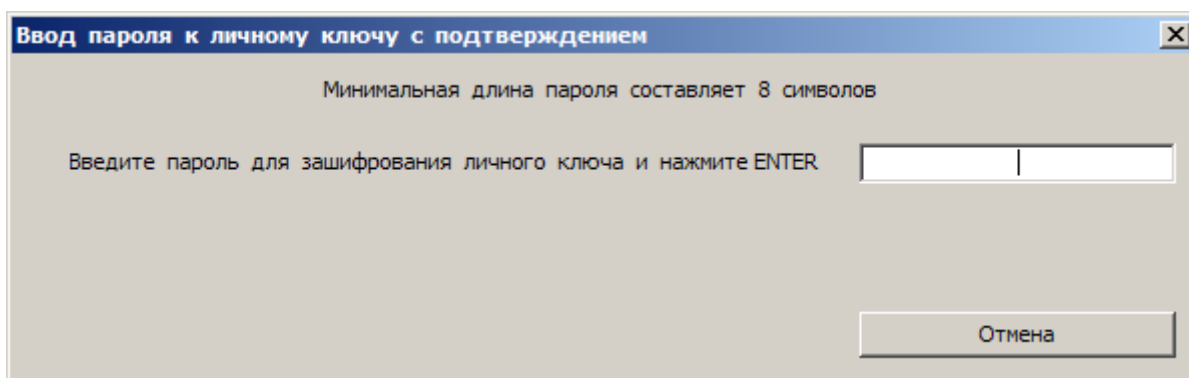 Ввод пароля к личному ключу с подтверждением
Минимальная длина пароля составляет 8 символов
Введите пароль для зашифрования личного ключа и нажмите ENTER
Отмена